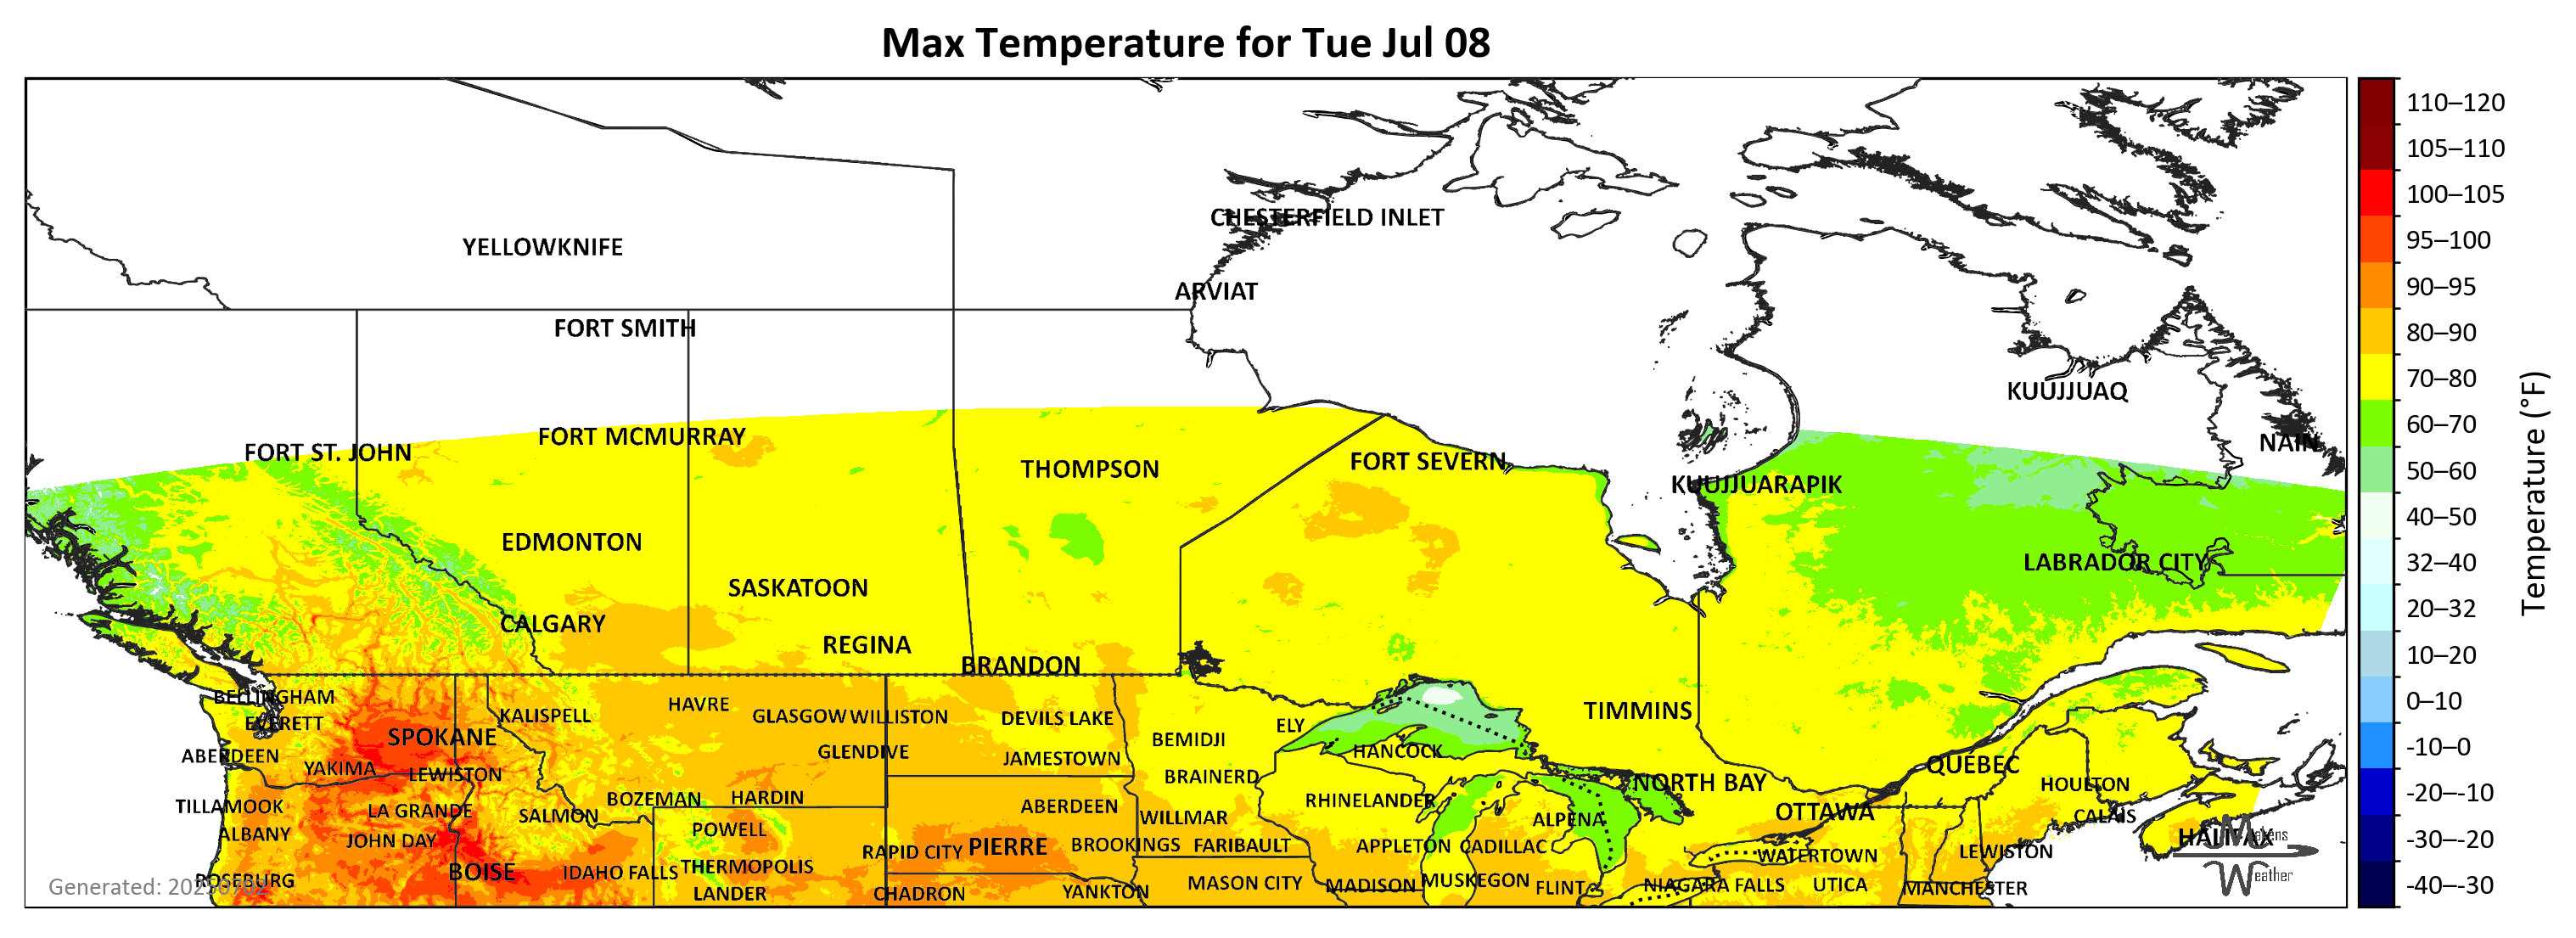 Max Temperature for Tue Jul 08
110–120
105–110
CHESTERFIELD INLET
100–105
YELLOWKNIFE
95–100
ARVIAT
90–95
FORT SMITH
80–90
KUUJJUAQ
70–80
60–70
FORT MCMURRAY
NAIN
FORT ST. JOHN
FORT SEVERN
THOMPSON
50–60
KUUJJUARAPIK
Temperature (°F)
40–50
EDMONTON
LABRADOR CITY
32–40
SASKATOON
20–32
CALGARY
REGINA
10–20
BRANDON
BELLINGHAM
HAVRE
0–10
KALISPELL
GLASGOW
WILLISTON
DEVILS LAKE
TIMMINS
EVERETT
ELY
SPOKANE
BEMIDJI
-10–0
ABERDEEN
GLENDIVE
JAMESTOWN
HANCOCK
QUÉBEC
YAKIMA
LEWISTON
BRAINERD
NORTH BAY
HOULTON
-20–-10
BOZEMAN
HARDIN
RHINELANDER
TILLAMOOK
LA GRANDE
SALMON
ABERDEEN
WILLMAR
ALPENA
OTTAWA
CALAIS
ALBANY
JOHN DAY
POWELL
HALIFAX
Makens
-30–-20
RAPID CITY
PIERRE
BROOKINGS
FARIBAULT
APPLETON
CADILLAC
WATERTOWN
LEWISTON
BOISE
IDAHO FALLS
THERMOPOLIS
Weather
ROSEBURG
Generated: 20250702
LANDER
CHADRON
YANKTON
MASON CITY
MADISON
MUSKEGON
FLINT
NIAGARA FALLS
UTICA
MANCHESTER
-40–-30